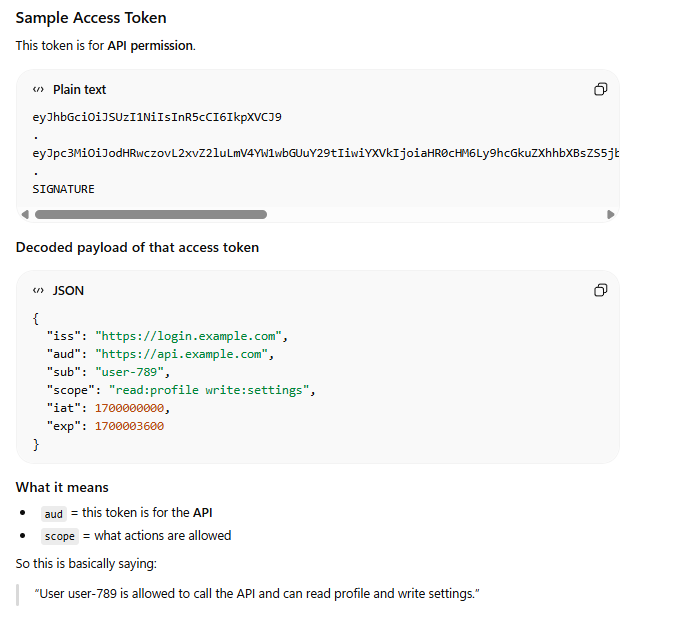 Sample Access Token
This token is for API permission.
Plain text
eyJhbGciOiJSUzI1NiIsInR5cCI6IkpXVCJ9
.
eyJpc3MiOiJodHRwczovL2xvZ2luLmV4YW1wbGUuY29tIiwiYXVkIjoiaHR0cHM6Ly9hcGkuZXhhbXBsZS5jb
.
SIGNATURE
Decoded payload of that access token
JSON
{
"iss": "https://login.example.com",
"aud": "https://api.example.com",
"sub": "user-789",
"scope": "read:profile write:settings",
"iat": 1700000000,
"exp": 1700003600
}
What it means
• aud = this token is for the API
• scope = what actions are allowed
So this is basically saying:
“User user-789 is allowed to call the API and can read profile and write settings.”